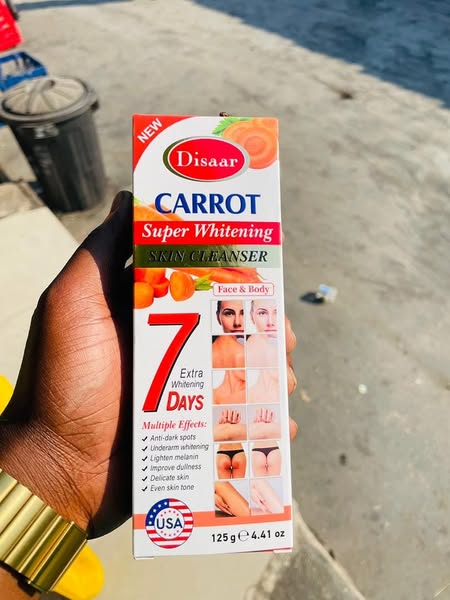 NEW
Disaar
CARROT
Super Whitening
SKIN CLEANSER
Face & Body
7
Extra
Whitening
DAYS
Multiple Effects:
✓ Anti-dark spots
✓ Underarm whitening
✓ Lighten melanin
✓ Improve dullness
✓ Delicate skin
✓ Even skin tone
USA
125 g ℮ 4.41 oz